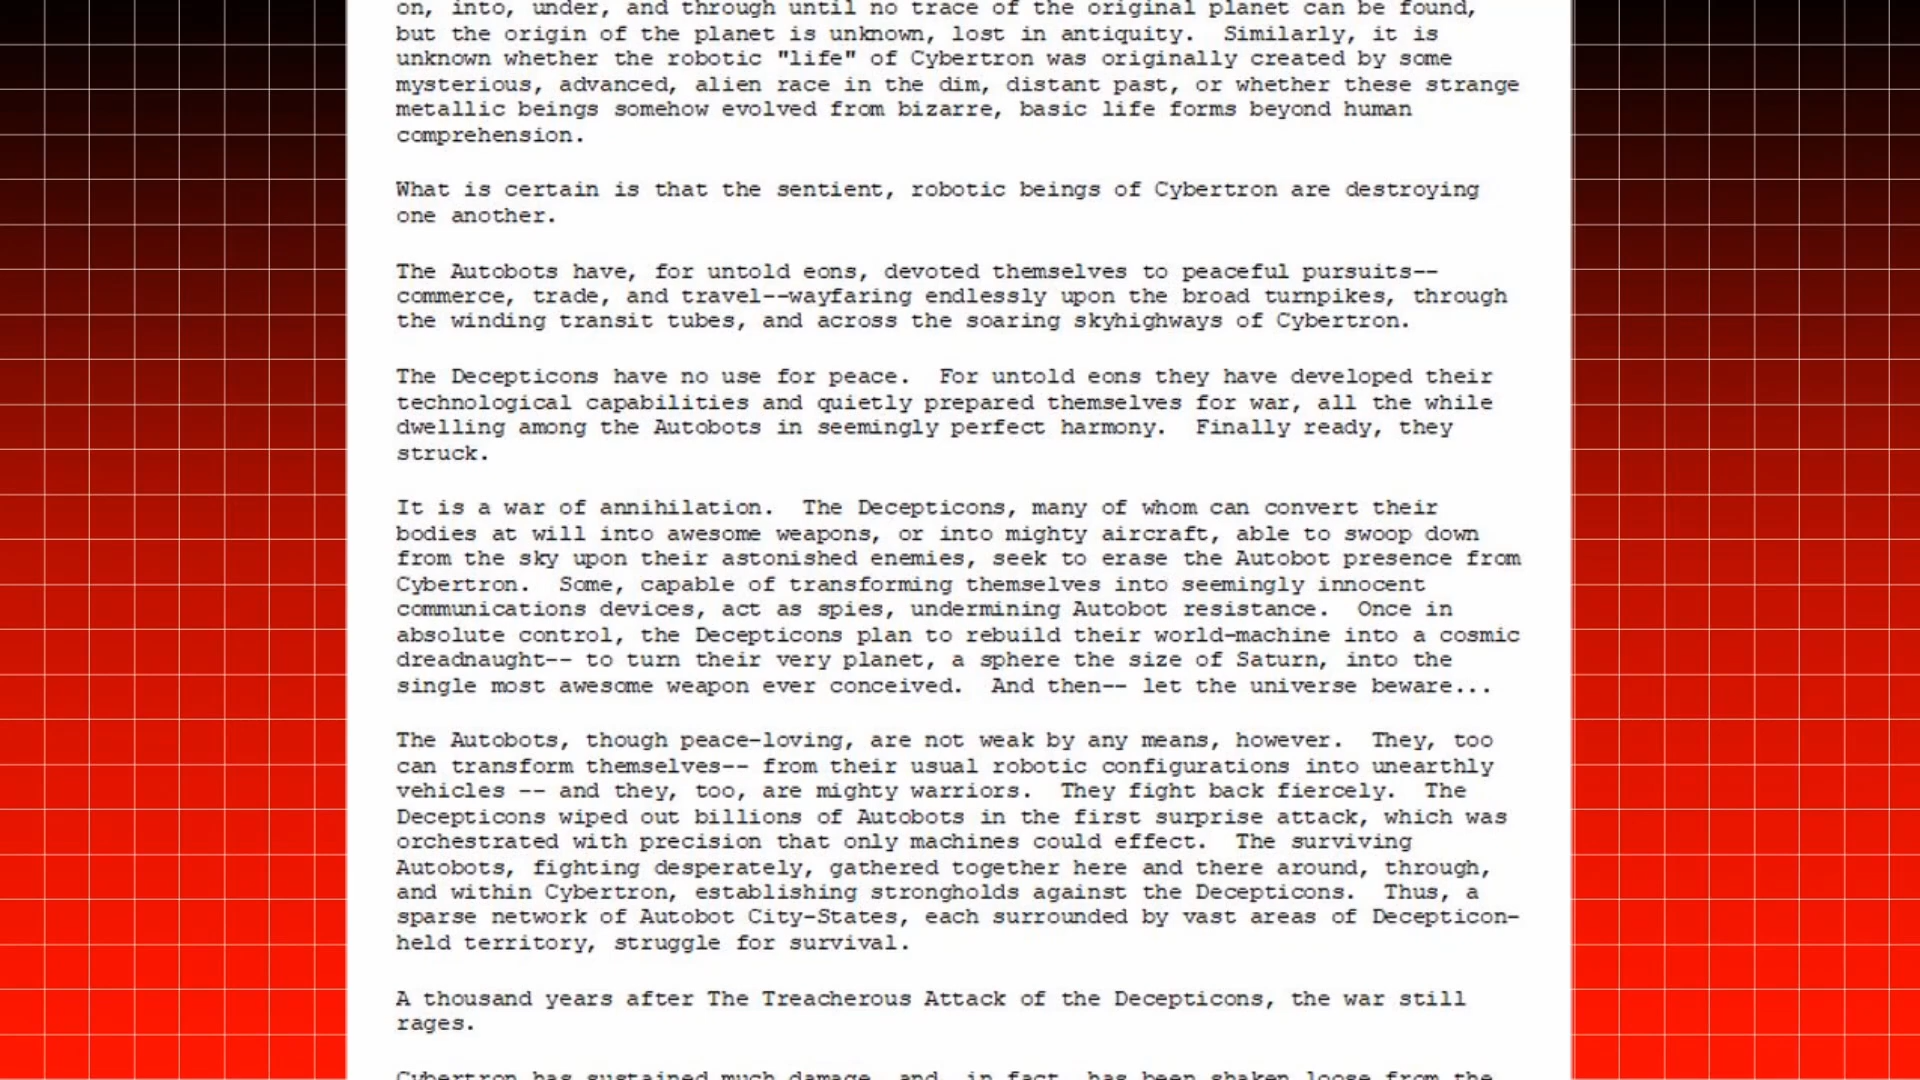 on, into, under, and through until no trace of the original planet can be found,
but the origin of the planet is unknown, lost in antiquity.  Similarly, it is
unknown whether the robotic "life" of Cybertron was originally created by some
mysterious, advanced, alien race in the dim, distant past, or whether these strange
metallic beings somehow evolved from bizarre, basic life forms beyond human
comprehension.
What is certain is that the sentient, robotic beings of Cybertron are destroying
one another.
The Autobots have, for untold eons, devoted themselves to peaceful pursuits--
commerce, trade, and travel--wayfaring endlessly upon the broad turnpikes, through
the winding transit tubes, and across the soaring skyhighways of Cybertron.
The Decepticons have no use for peace.  For untold eons they have developed their
technological capabilities and quietly prepared themselves for war, all the while
dwelling among the Autobots in seemingly perfect harmony.  Finally ready, they
struck.
It is a war of annihilation.  The Decepticons, many of whom can convert their
bodies at will into awesome weapons, or into mighty aircraft, able to swoop down
from the sky upon their astonished enemies, seek to erase the Autobot presence from
Cybertron.  Some, capable of transforming themselves into seemingly innocent
communications devices, act as spies, undermining Autobot resistance.  Once in
absolute control, the Decepticons plan to rebuild their world-machine into a cosmic
dreadnaught-- to turn their very planet, a sphere the size of Saturn, into the
single most awesome weapon ever conceived.  And then-- let the universe beware...
The Autobots, though peace-loving, are not weak by any means, however.  They, too
can transform themselves-- from their usual robotic configurations into unearthly
vehicles -- and they, too, are mighty warriors.  They fight back fiercely.  The
Decepticons wiped out billions of Autobots in the first surprise attack, which was
orchestrated with precision that only machines could effect.  The surviving
Autobots, fighting desperately, gathered together here and there around, through,
and within Cybertron, establishing strongholds against the Decepticons.  Thus, a
sparse network of Autobot City-States, each surrounded by vast areas of Decepticon-
held territory, struggle for survival.
A thousand years after The Treacherous Attack of the Decepticons, the war still
rages.
Cybertron has sustained much damage, and, in fact, has been shaken loose from the